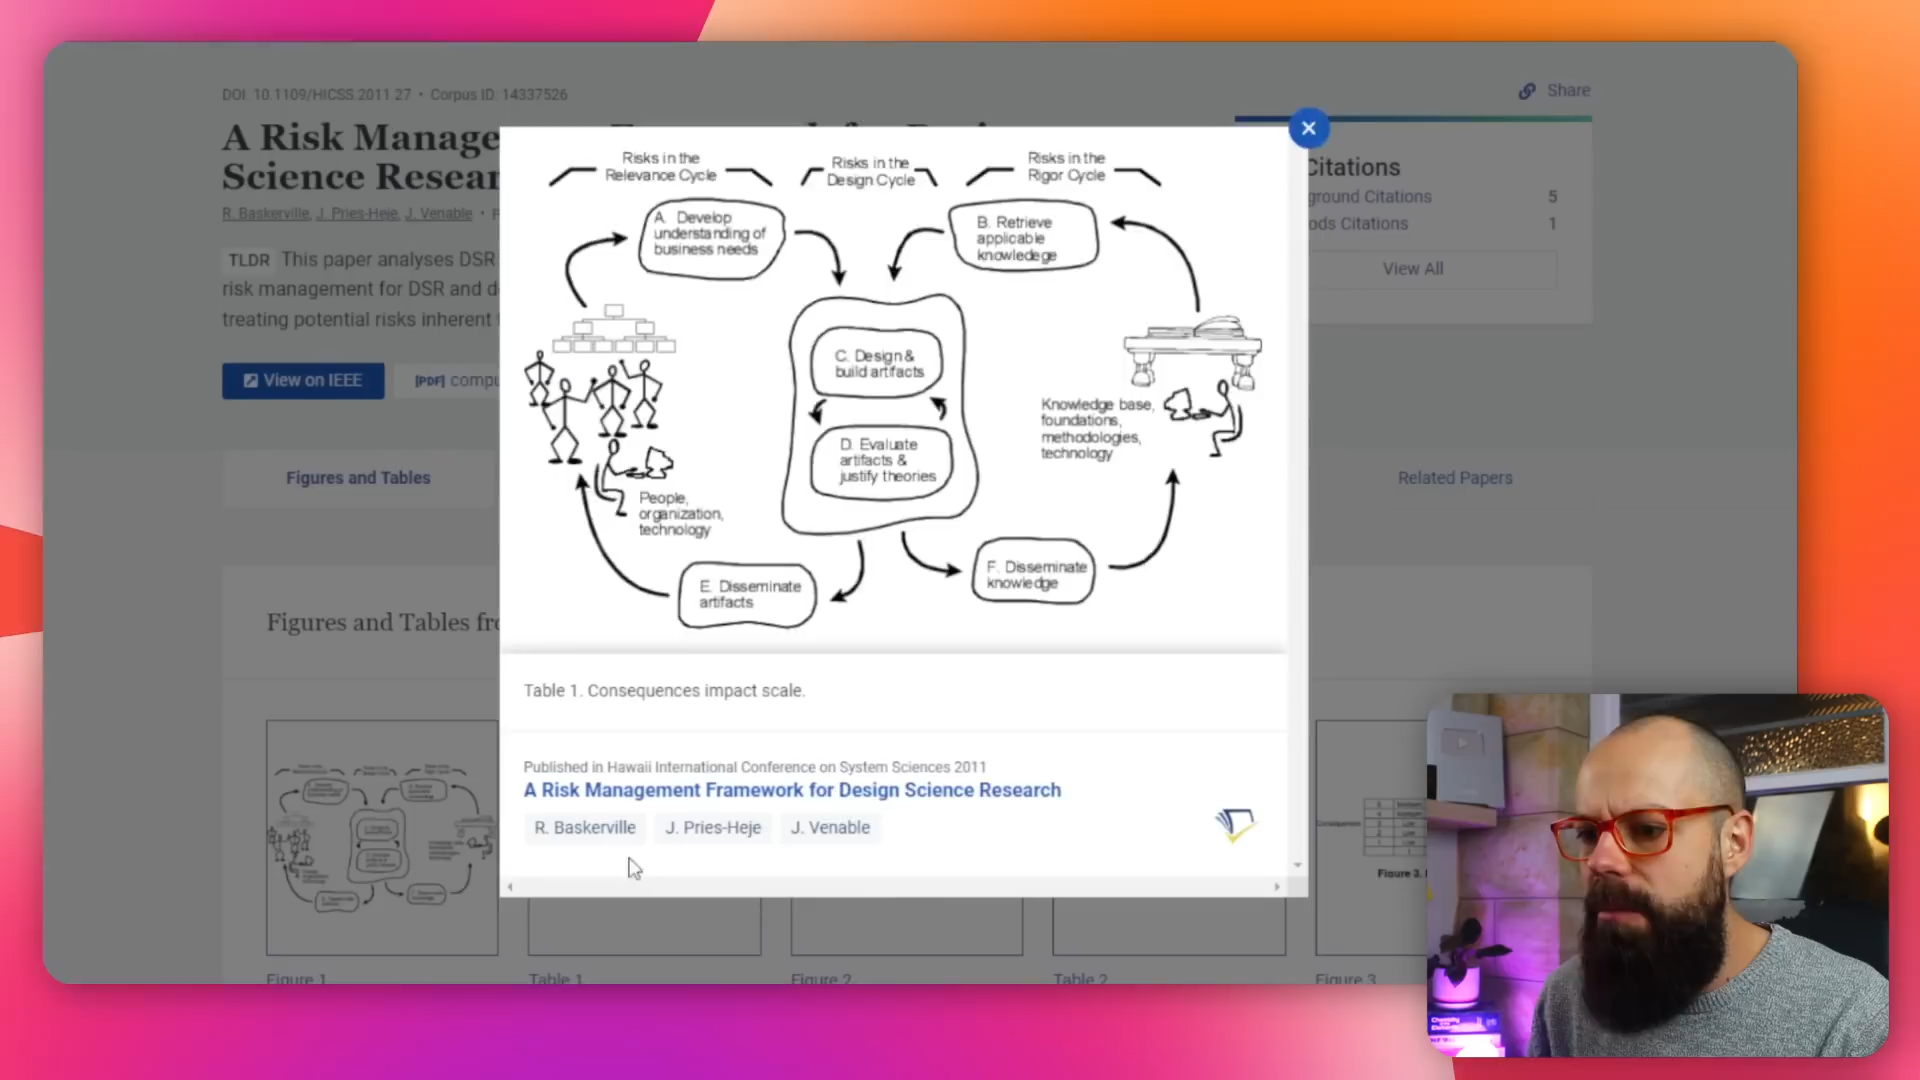 DOI: 10.1109/HICSS.2011.27 • Corpus ID: 14337526
Share
A Risk Manage
Science Resear
R. Baskerville, J. Pries-Heje, J. Venable •
TLDR This paper analyses DSR
risk management for DSR and d
treating potential risks inherent
View on IEEE
[PDF] compu
Citations
ground Citations 5
ods Citations 1
View All
Figures and Tables
Related Papers
Figures and Tables fro
Risks in the
Relevance Cycle
Risks in the
Design Cycle
Risks in the
Rigor Cycle
A. Develop
understanding of
business needs
B. Retrieve
applicable
knowledege
C. Design &
build artifacts
D. Evaluate
artifacts &
justify theories
Knowledge base,
foundations,
methodologies,
technology
People,
organization,
technology
E. Disseminate
artifacts
F. Disseminate
knowledge
Table 1. Consequences impact scale.
Published in Hawaii International Conference on System Sciences 2011
A Risk Management Framework for Design Science Research
R. Baskerville
J. Pries-Heje
J. Venable
Figure 3.
Figure 1
Table 1
Figure 2
Table 2
Figure 3